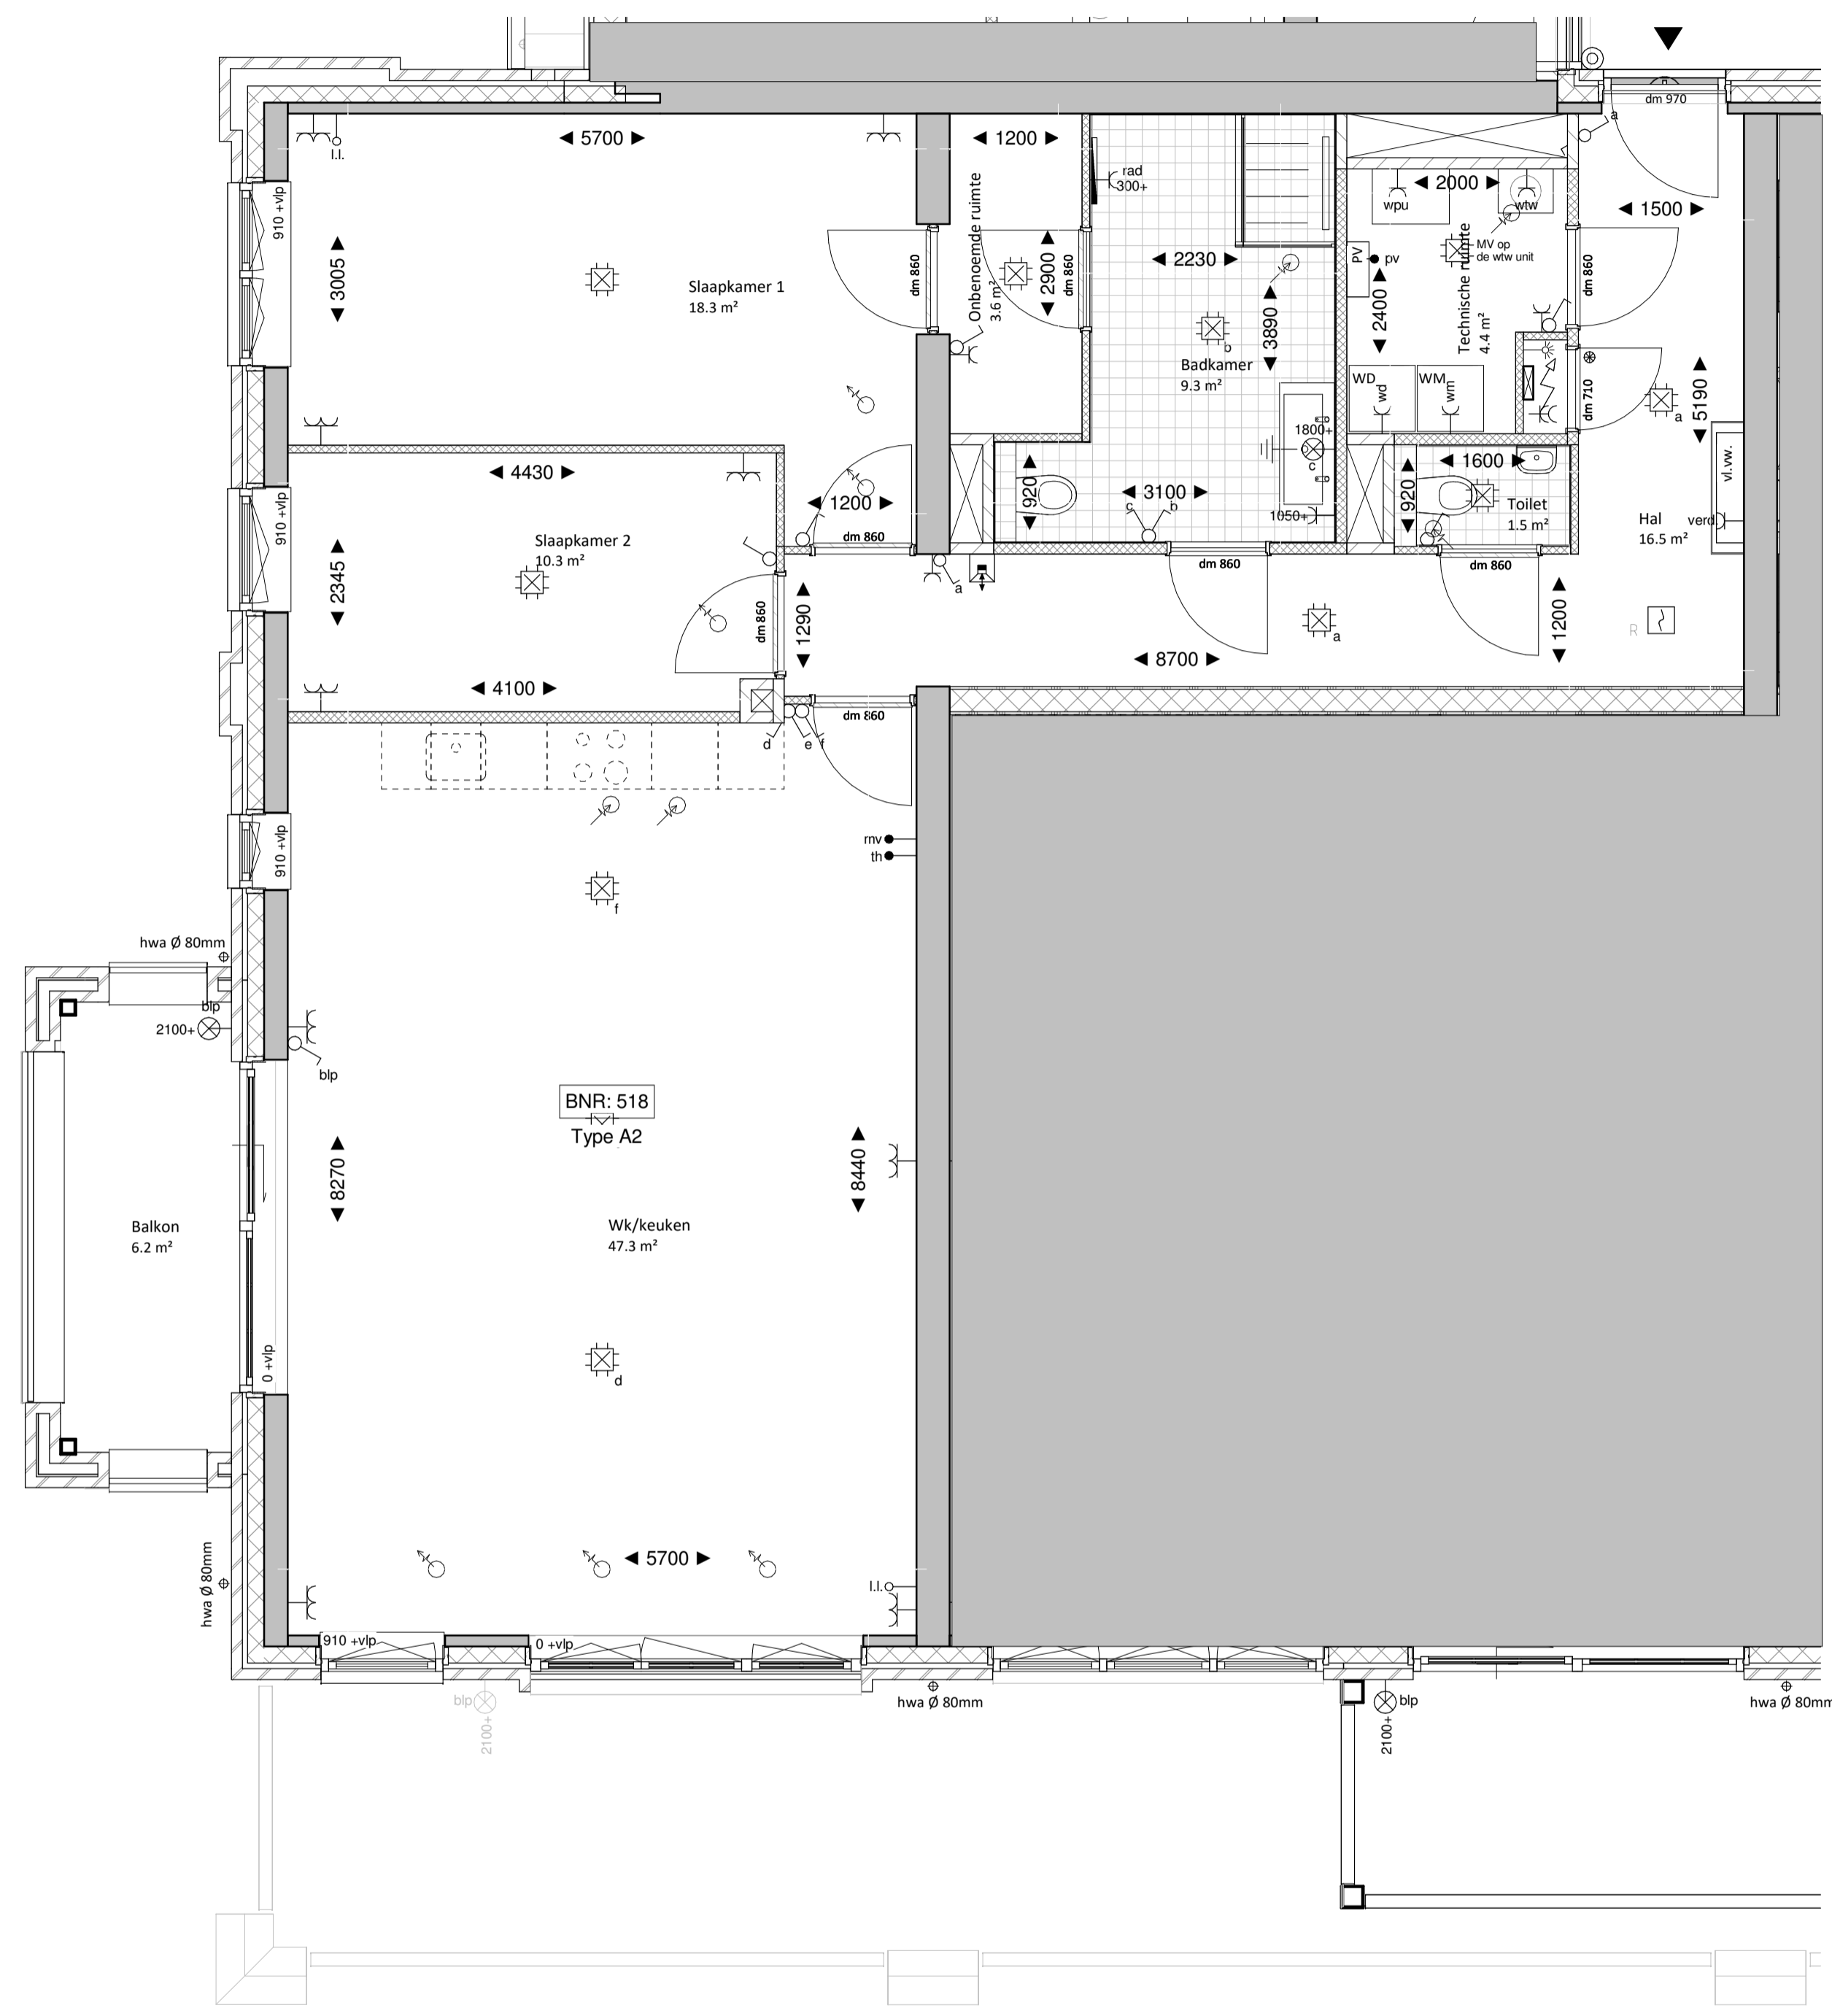 dm 970
a
5700
1200
l.l.
rad
300+
2000
wpu
wtw
1500
910 +vlp
3005
Slaapkamer 1
18.3 m²
dm 860
Onbenoemde ruimte
3.6 m²
2900
dm 860
2230
3890
b
Badkamer
9.3 m²
PV
pv
2400
MV op
de wtw unit
Technische ruimte
4.4 m²
dm 860
WD
wd
WM
wm
dm 710
a
5190
1800+
c
4430
1200
920
3100
c
b
1050+
920
1600
Toilet
1.5 m²
vl.vw.
Hal
16.5 m²
verd.
910 +vlp
2345
Slaapkamer 2
10.3 m²
dm 860
dm 860
1290
a
dm 860
dm 860
a
1200
R
8700
4100
dm 860
d
e
f
910 +vlp
rnv
th
f
hwa Ø 80mm
blp
2100+
blp
BNR: 518
Type A2
8270
8440
Balkon
6.2 m²
Wk/keuken
47.3 m²
0 +vlp
d
5700
hwa Ø 80mm
l.l.
910 +vlp
0 +vlp
blp
2100+
hwa Ø 80mm
blp
2100+
hwa Ø 80mm